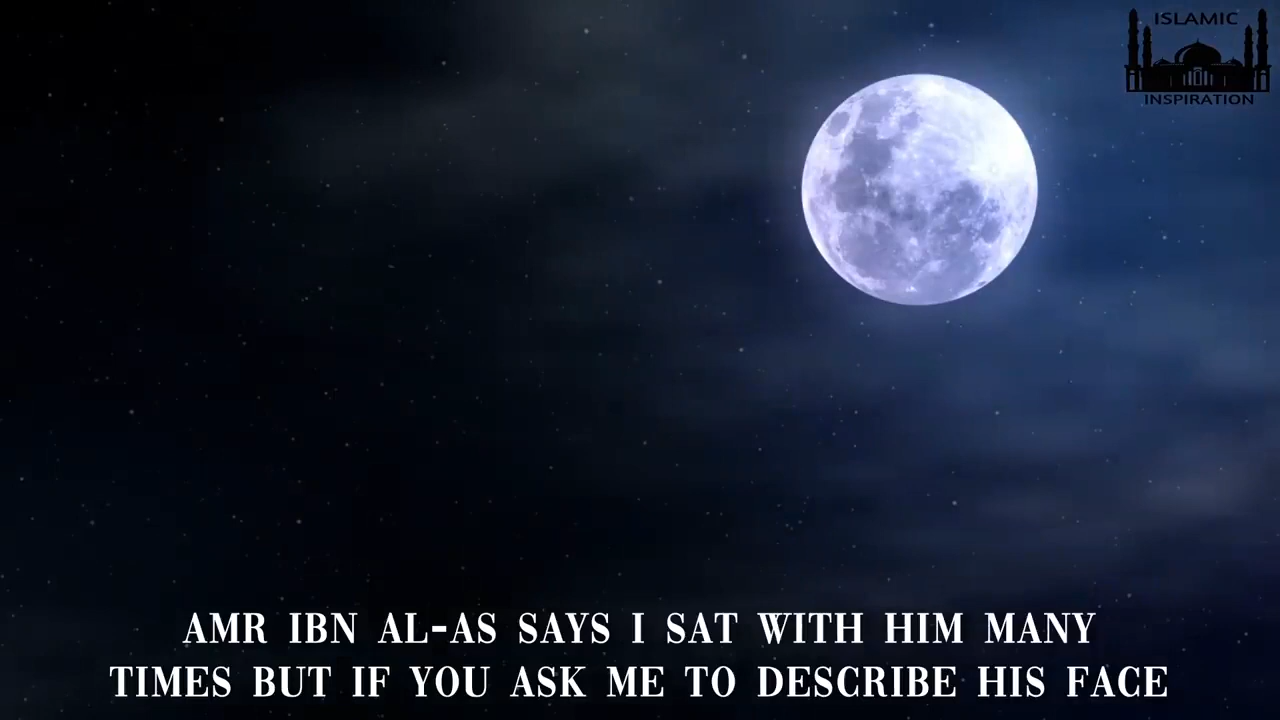 ISLAMIC
INSPIRATION
AMR IBN AL-AS SAYS I SAT WITH HIM MANY
TIMES BUT IF YOU ASK ME TO DESCRIBE HIS FACE